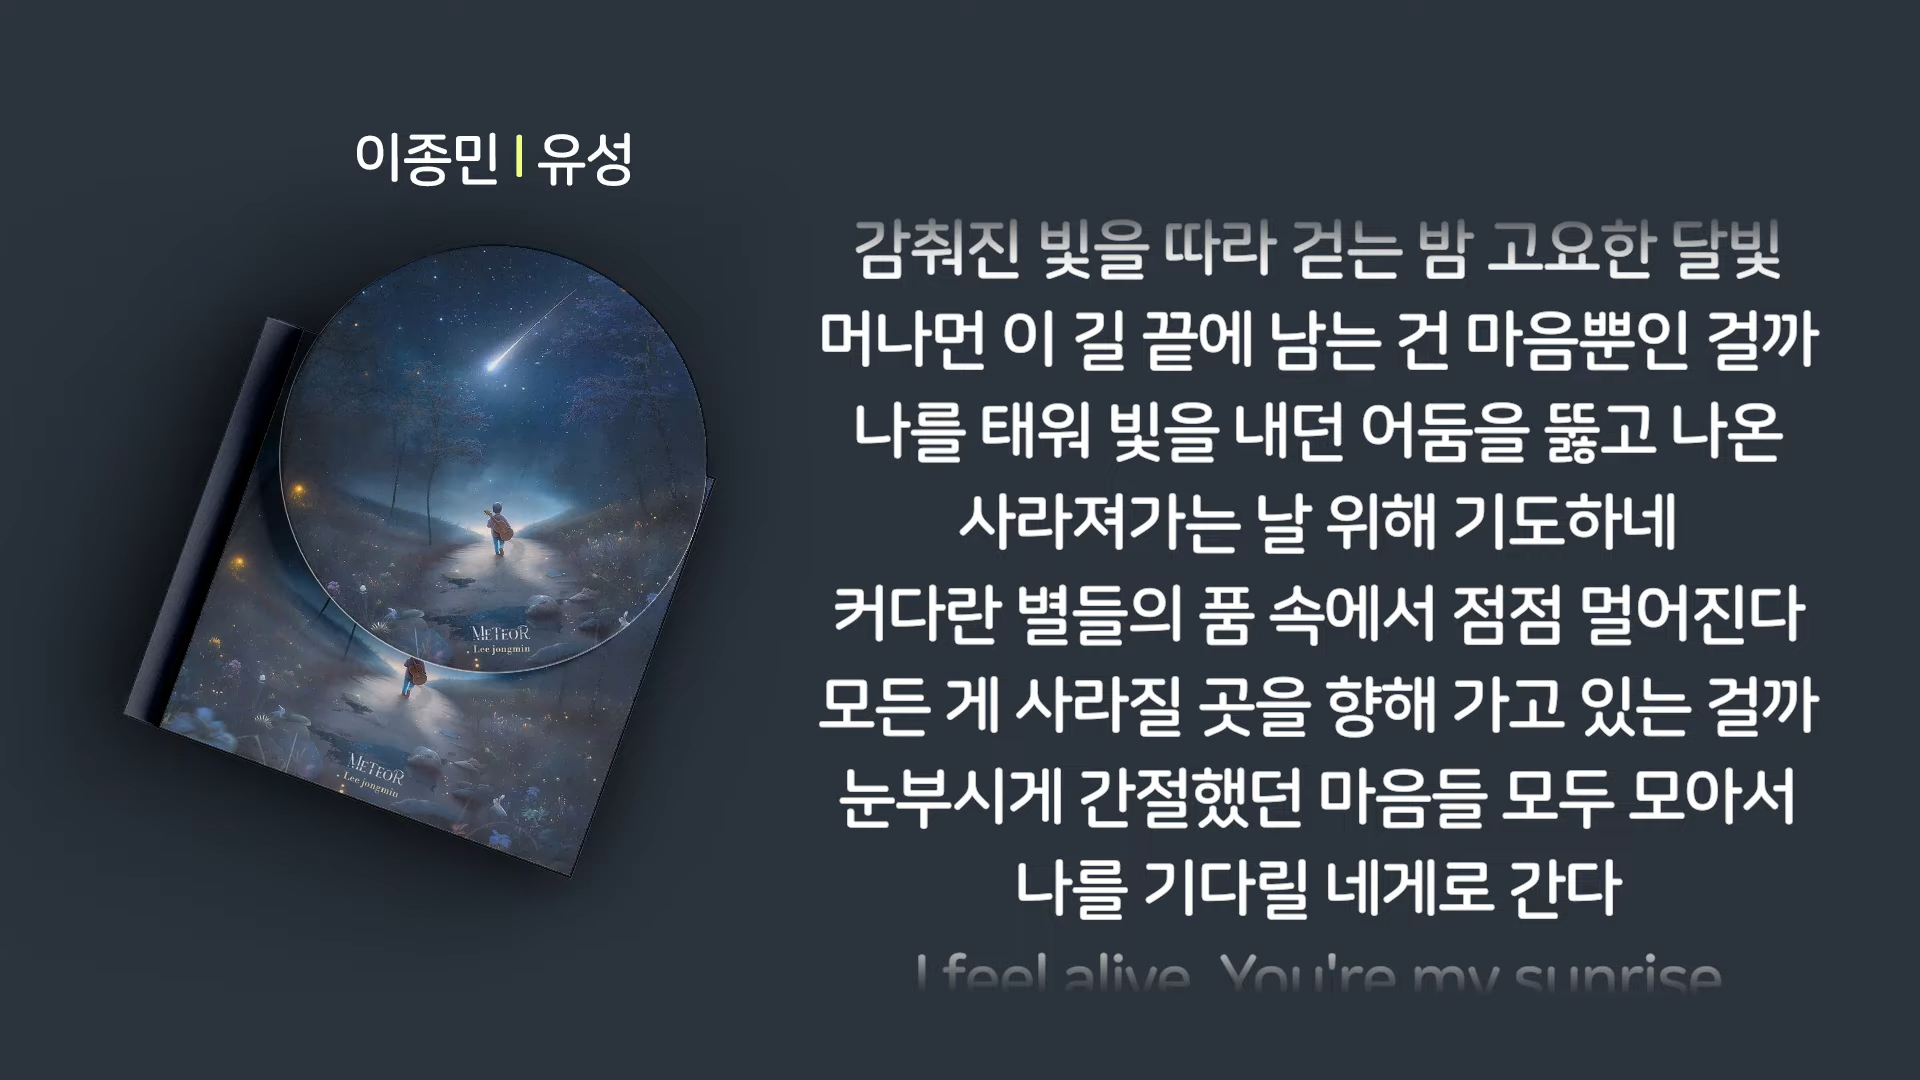 이종민 | 유성
감춰진 빛을 따라 걷는 밤 고요한 달빛
머나먼 이 길 끝에 남는 건 마음뿐인 걸까
나를 태워 빛을 내던 어둠을 뚫고 나온
사라져가는 날 위해 기도하네
커다란 별들의 품 속에서 점점 멀어진다
모든 게 사라질 곳을 향해 가고 있는 걸까
눈부시게 간절했던 마음들 모두 모아서
나를 기다릴 네게로 간다
I feel alive You're my sunrise
METEOR
Lee jongmin
METEOR
Lee jongmin